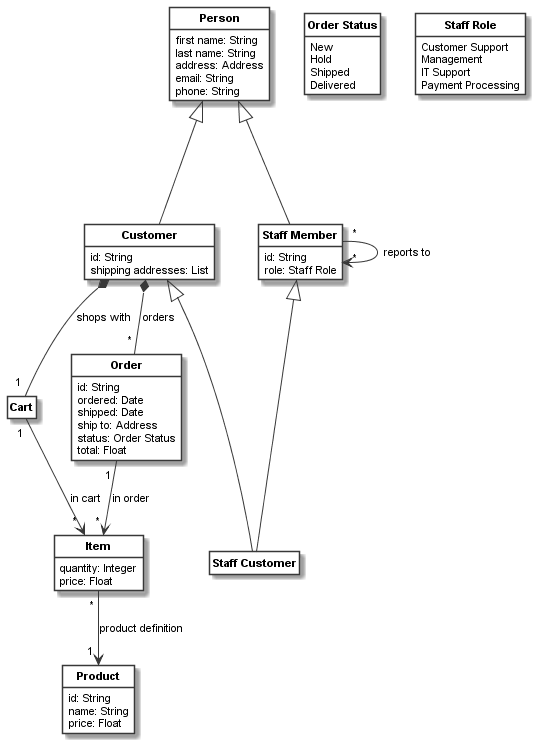 Person
first name: String
last name: String
address: Address
email: String
phone: String
Order Status
New
Hold
Shipped
Delivered
Staff Role
Customer Support
Management
IT Support
Payment Processing
Customer
id: String
shipping addresses: List
Staff Member
id: String
role: Staff Role
*
*
reports to
shops with
orders
1
*
Order
id: String
ordered: Date
shipped: Date
ship to: Address
status: Order Status
total: Float
Cart
1
1
in cart
in order
*
*
Item
quantity: Integer
price: Float
Staff Customer
*
product definition
1
Product
id: String
name: String
price: Float